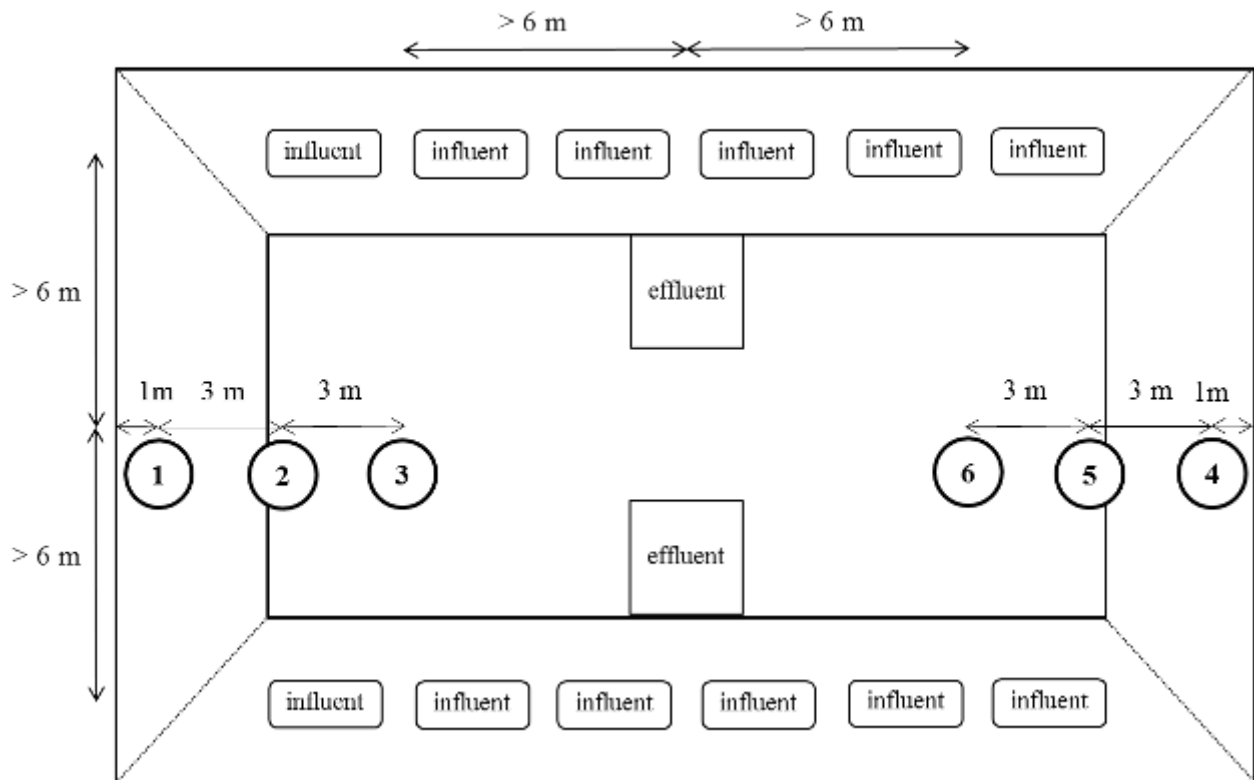 > 6 m > 6 m
influent influent influent influent influent influent
effluent
> 6 m
1m 3 m 3 m 3 m 3 m 1m
1 2 3 6 5 4
> 6 m
effluent
influent influent influent influent influent influent